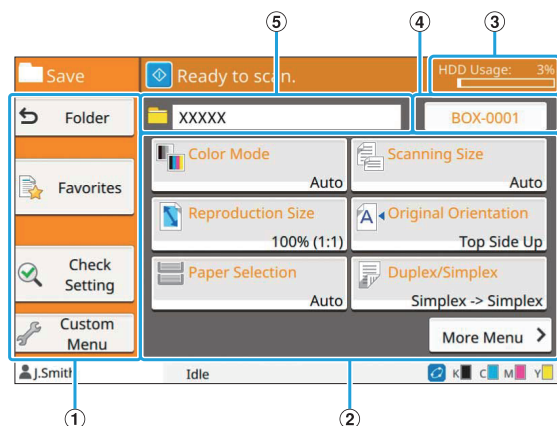 5
4
3
Save
Ready to scan.
HDD Usage: 3%
Folder
XXXXX
BOX-0001
Favorites
Color Mode
Auto
Scanning Size
Auto
Reproduction Size
100% (1:1)
Original Orientation
Top Side Up
Check
Setting
Paper Selection
Auto
Duplex/Simplex
Simplex -> Simplex
Custom
Menu
More Menu
J.Smith
Idle
K C M Y
1
2